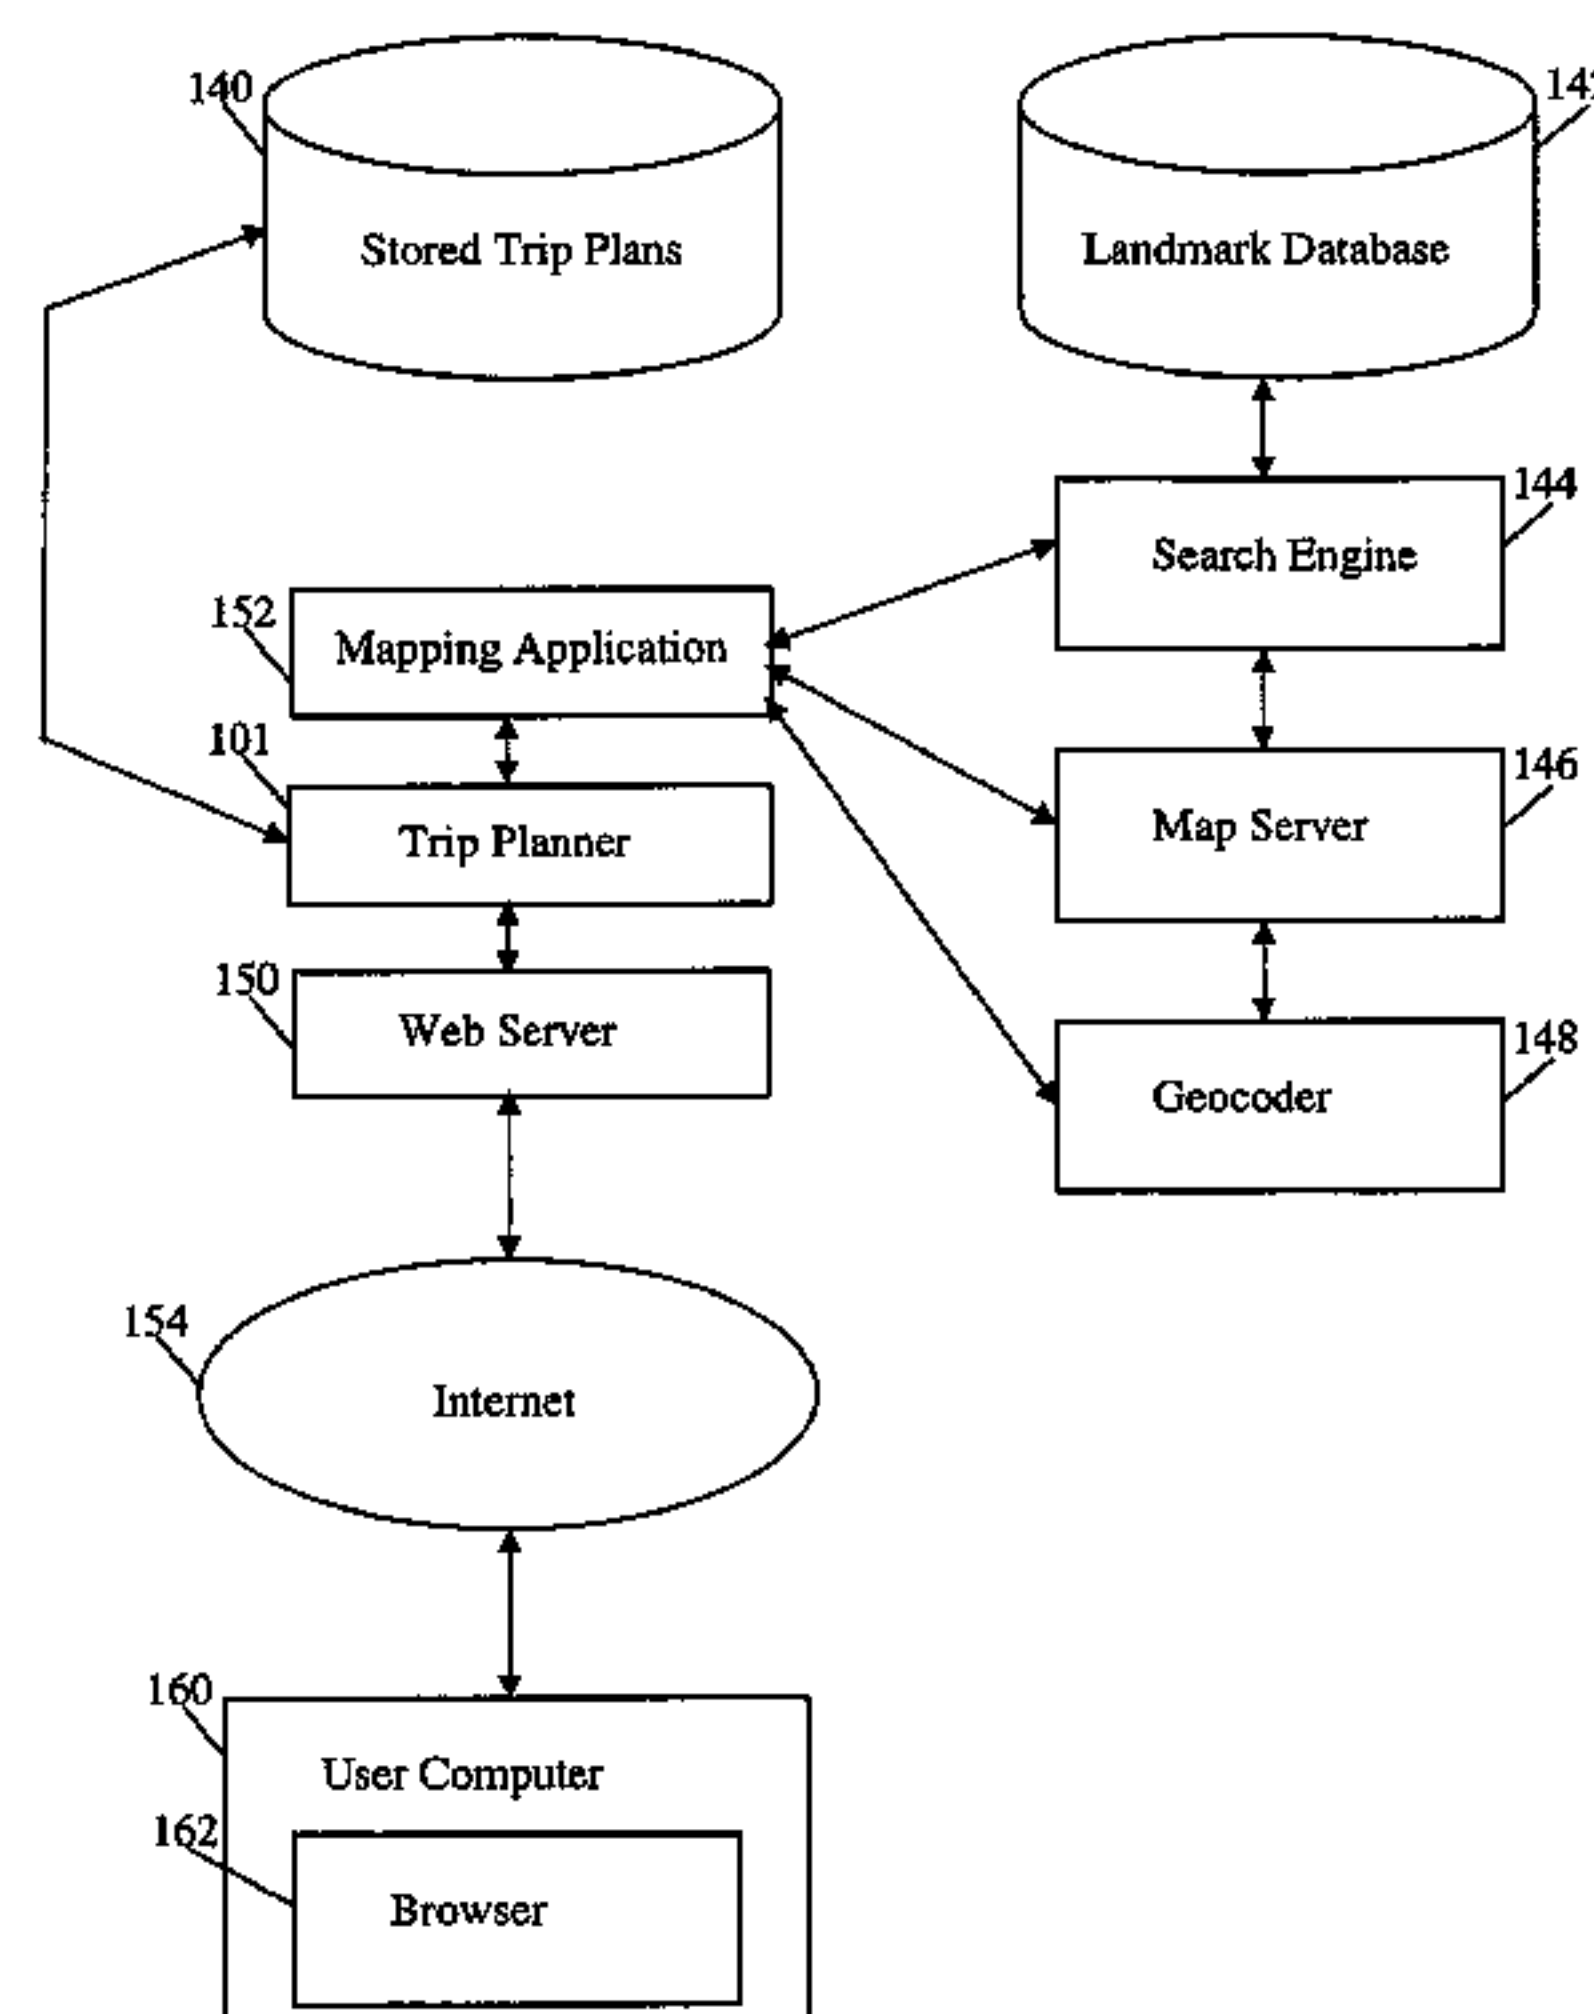 140
Stored Trip Plans
Landmark Database
144
Search Engine
152
Mapping Application
101
Trip Planner
146
Map Server
150
Web Server
148
Geocoder
154
Internet
160
User Computer
162
Browser